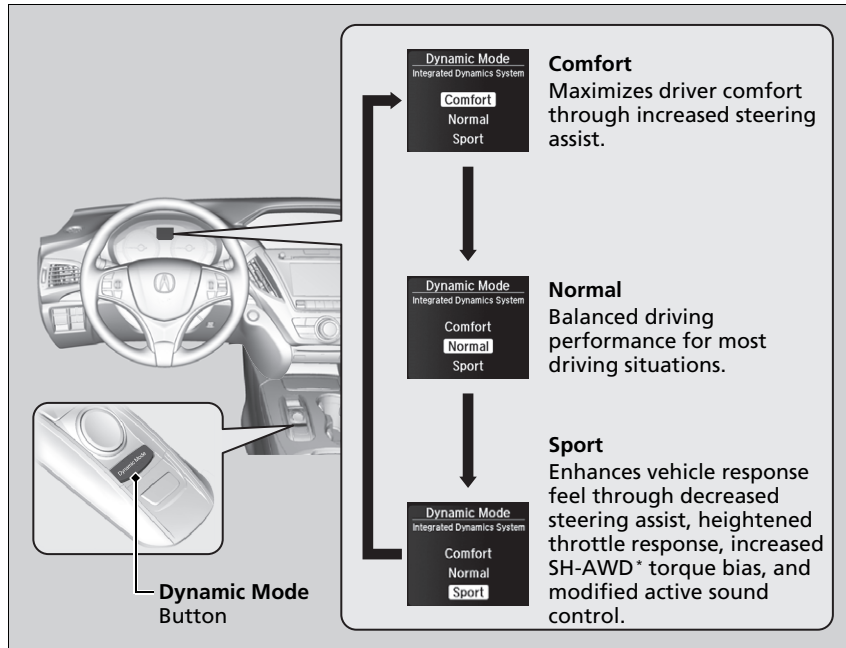 Dynamic Mode
Integrated Dynamics System
Comfort
Normal
Sport
Comfort
Maximizes driver comfort
through increased steering
assist.
Dynamic Mode
Integrated Dynamics System
Comfort
Normal
Sport
Normal
Balanced driving
performance for most
driving situations.
Dynamic Mode
Integrated Dynamics System
Comfort
Normal
Sport
Sport
Enhances vehicle response
feel through decreased
steering assist, heightened
throttle response, increased
SH-AWD* torque bias, and
modified active sound
control.
Dynamic Mode
Dynamic Mode
Button